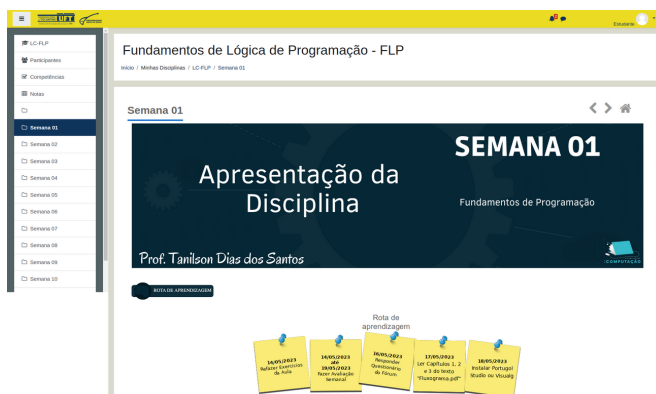 UFT
Estudante
LC-FLP
Participantes
Competências
Notas
Semana 01
Semana 02
Semana 03
Semana 04
Semana 05
Semana 06
Semana 07
Semana 08
Semana 09
Semana 10
Fundamentos de Lógica de Programação - FLP
Início / Minhas Disciplinas / LC-FLP / Semana 01
Semana 01
Apresentação da
Disciplina
SEMANA 01
Fundamentos de Programação
Prof. Tanilson Dias dos Santos
COMPUTAÇÃO
ROTA DE APRENDIZAGEM
Rota de
aprendizagem
14/05/2023
Refazer Exercícios
da Aula
14/05/2023
até
19/05/2023
Fazer Avaliação
Semanal
16/05/2023
Responder
Questionário
do Fórum
17/05/2023
Ler Capítulos 1, 2
e 3 do texto
"Fluxograma.pdf"
18/05/2023
Instalar Portugol
Studio ou Visualg